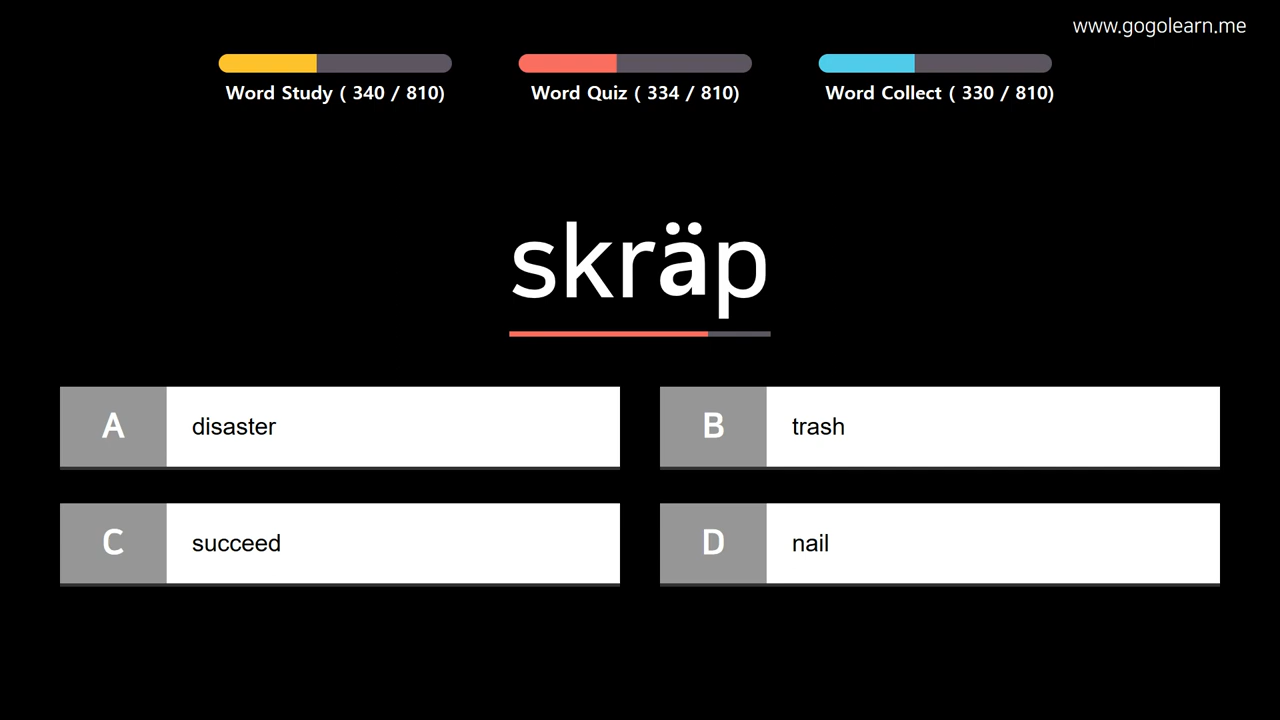 www.gogolearn.me
Word Study ( 340 / 810)
Word Quiz ( 334 / 810)
Word Collect ( 330 / 810)
skräp
A disaster
B trash
C succeed
D nail